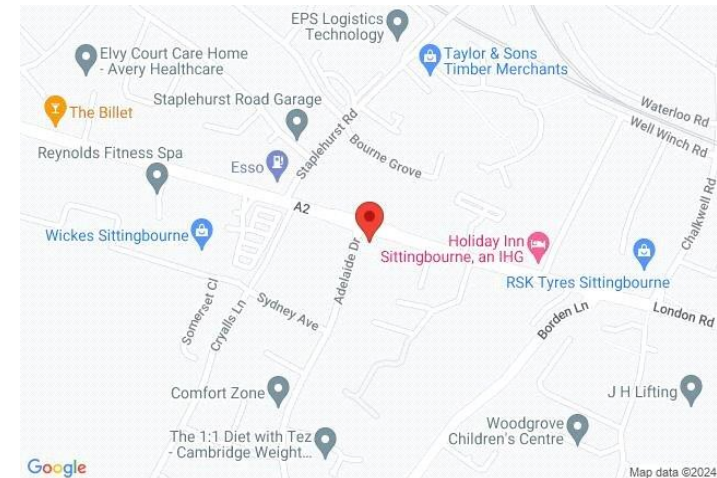 EPS Logistics
Technology
Elvy Court Care Home
- Avery Healthcare
Taylor & Sons
Timber Merchants
The Billet
Staplehurst Road Garage
Staplehurst Rd
Waterloo Rd
Well Winch Rd
Reynolds Fitness Spa
Esso
Bourne Grove
Chalkwell Rd
A2
Wickes Sittingbourne
Holiday Inn
Sittingbourne, an IHG
RSK Tyres Sittingbourne
Adelaide Dr
Somerset Cl
Cryalls Ln
Sydney Ave
Borden Ln
London Rd
Comfort Zone
J H Lifting
The 1:1 Diet with Tez
- Cambridge Weight...
Woodgrove
Children's Centre
Google
Map data ©2024